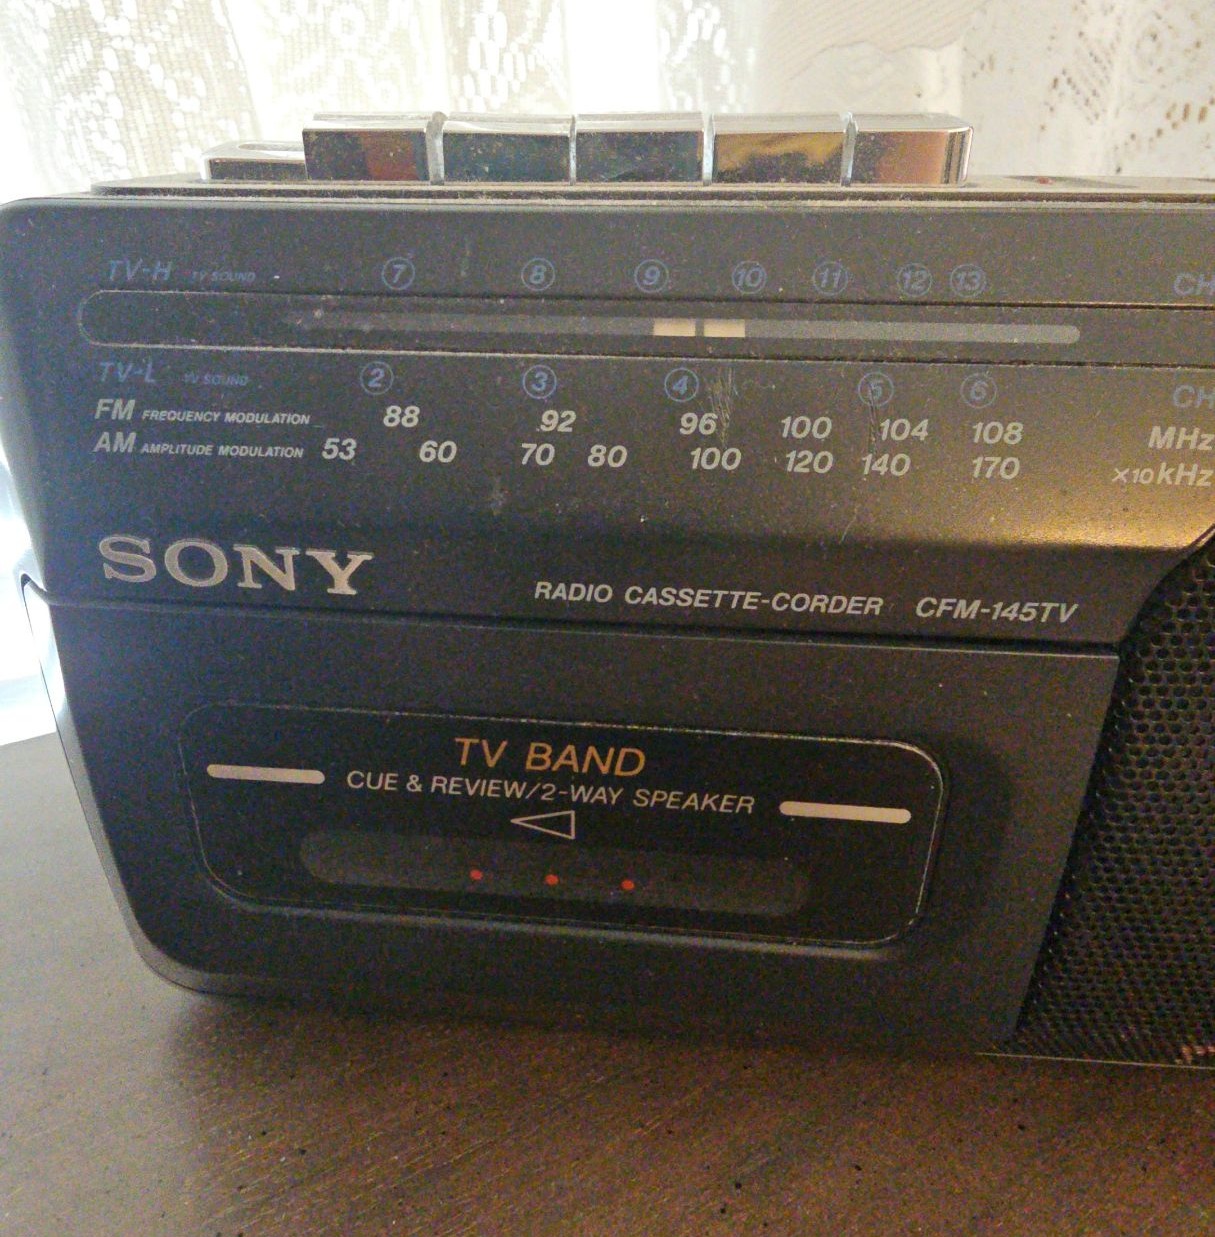 TV-H TV SOUND 7 8 9 10 11 12 13 CH
TV-L TV SOUND 2 3 4 5 6 CH
FM FREQUENCY MODULATION 88 92 96 100 104 108 MHz
AM AMPLITUDE MODULATION 53 60 70 80 100 120 140 170 ×10kHz
SONY
RADIO CASSETTE-CORDER CFM-145TV
TV BAND
CUE & REVIEW/2-WAY SPEAKER